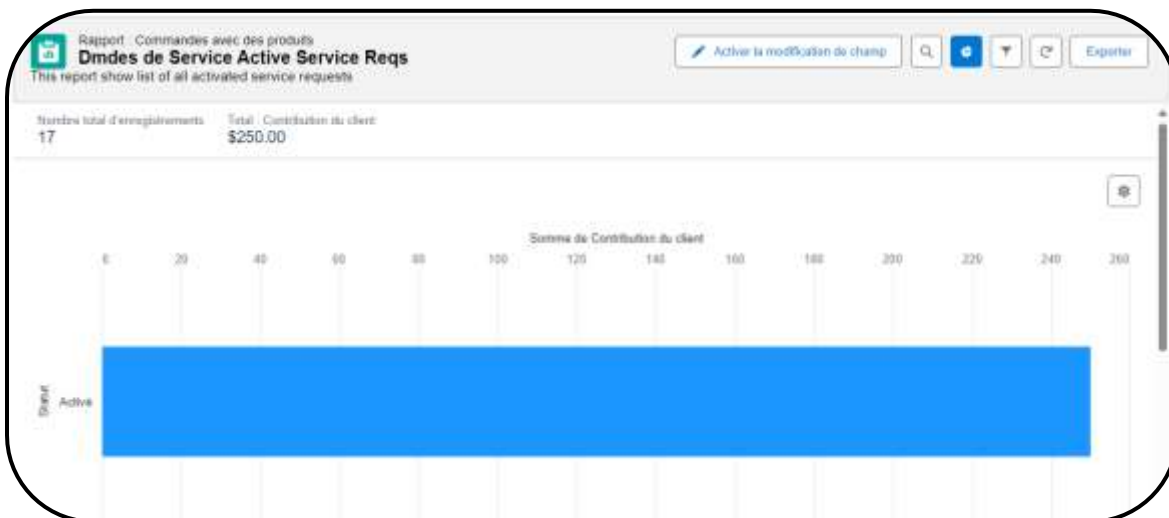 Rapport : Commandes avec des produits
Dmdes de Service Active Service Reqs
This report show list of all activated service requests
Activer la modification de champ
Exporter
Nombre total d'enregistrements
17
Total : Contribution du client
$250.00
Somme de Contribution du client
0 20 40 60 80 100 120 140 160 180 200 220 240 260
Statut
Active